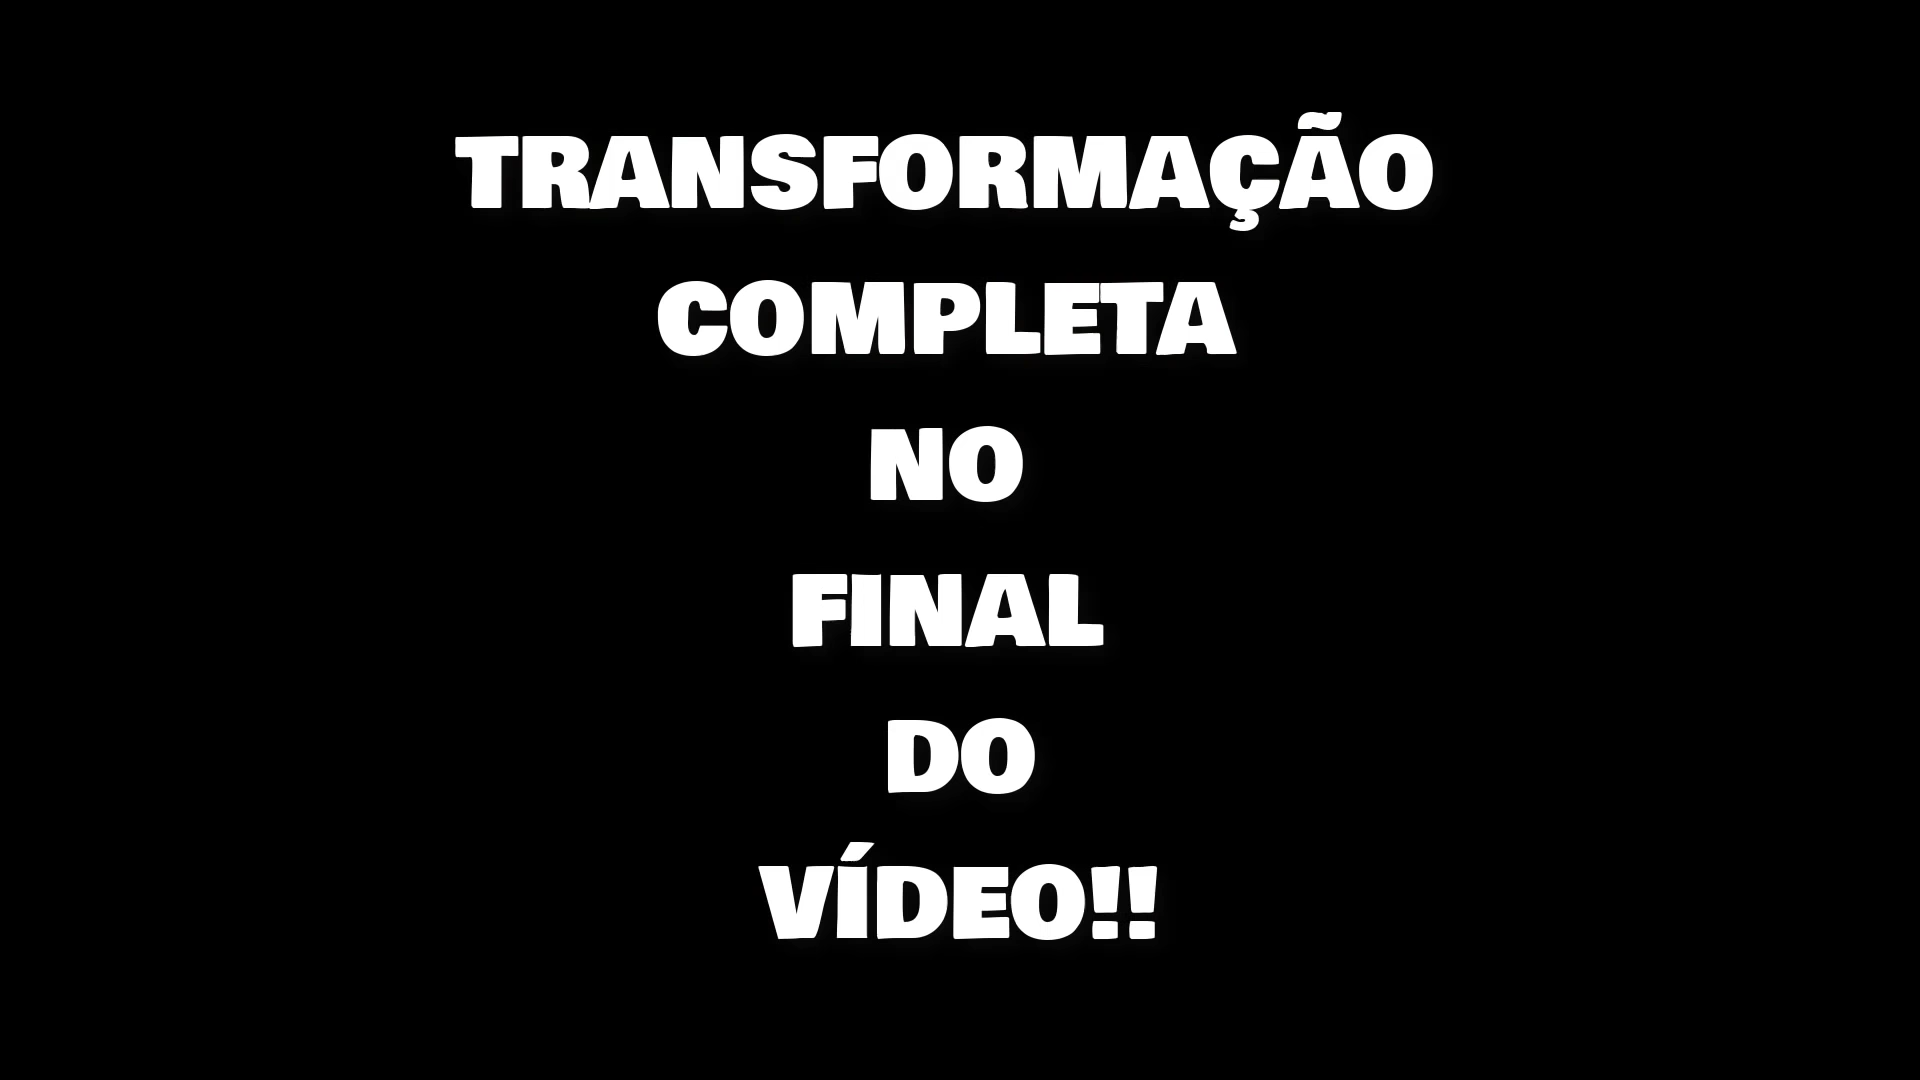 TRANSFORMAÇÃO
COMPLETA
NO
FINAL
DO
VÍDEO!!